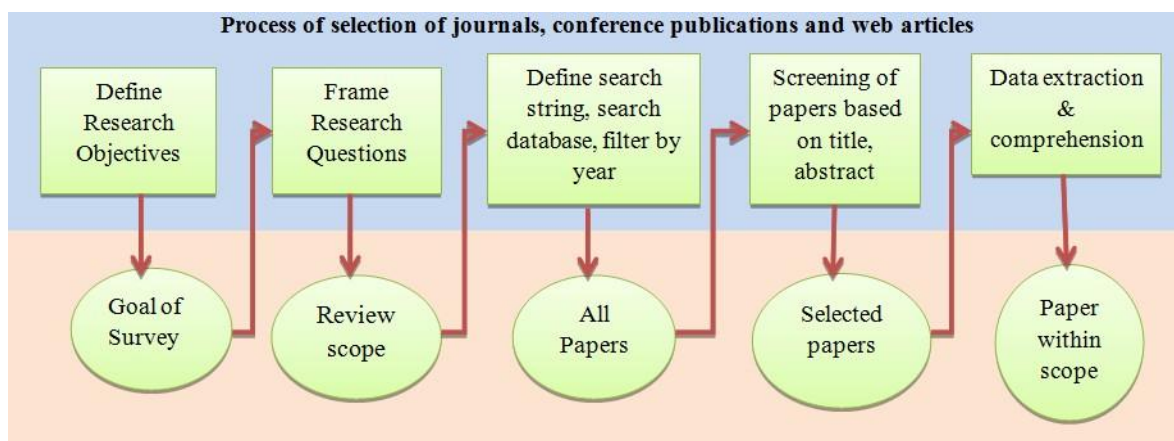 Process of selection of journals, conference publications and web articles
Define
Research
Objectives
Frame
Research
Questions
Define search
string, search
database, filter by
year
Screening of
papers based
on title,
abstract
Data extraction
&
comprehension
Goal of
Survey
Review
scope
All
Papers
Selected
papers
Paper
within
scope